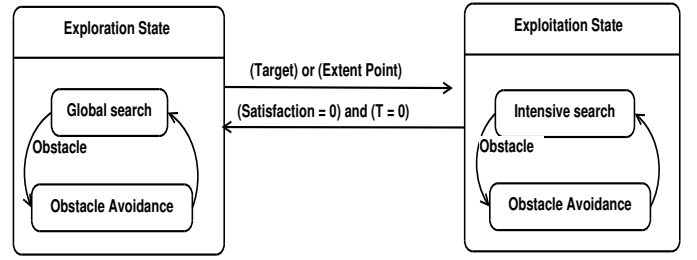 Exploration State
Exploitation State
(Target) or (Extent Point)
(Satisfaction = 0) and (T = 0)
Global search
Obstacle
Obstacle Avoidance
Intensive search
Obstacle
Obstacle Avoidance